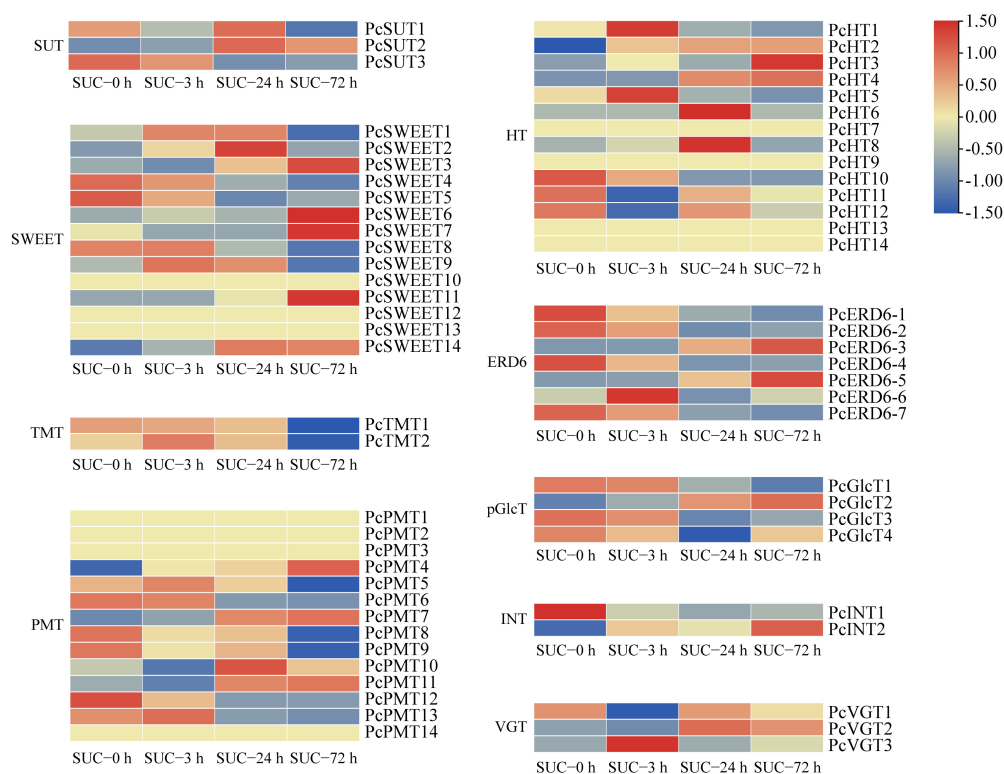 PcSUT1
SUT PcSUT2
PcSUT3
SUC−0 h SUC−3 h SUC−24 h SUC−72 h
PcSWEET1
PcSWEET2
PcSWEET3
PcSWEET4
PcSWEET5
PcSWEET6
SWEET PcSWEET7
PcSWEET8
PcSWEET9
PcSWEET10
PcSWEET11
PcSWEET12
PcSWEET13
PcSWEET14
SUC−0 h SUC−3 h SUC−24 h SUC−72 h
TMT PcTMT1
PcTMT2
SUC−0 h SUC−3 h SUC−24 h SUC−72 h
PcPMT1
PcPMT2
PcPMT3
PcPMT4
PcPMT5
PcPMT6
PcPMT7
PMT PcPMT8
PcPMT9
PcPMT10
PcPMT11
PcPMT12
PcPMT13
PcPMT14
SUC−0 h SUC−3 h SUC−24 h SUC−72 h
PcHT1
PcHT2
PcHT3
PcHT4
PcHT5
PcHT6
HT PcHT7
PcHT8
PcHT9
PcHT10
PcHT11
PcHT12
PcHT13
PcHT14
SUC−0 h SUC−3 h SUC−24 h SUC−72 h
1.50
1.00
0.50
0
-0.50
-1.00
-1.50
PcERD6-1
PcERD6-2
PcERD6-3
ERD6 PcERD6-4
PcERD6-5
PcERD6-6
PcERD6-7
SUC−0 h SUC−3 h SUC−24 h SUC−72 h
PcGlcT1
pGlcT PcGlcT2
PcGlcT3
PcGlcT4
SUC−0 h SUC−3 h SUC−24 h SUC−72 h
INT PcINT1
PcINT2
SUC−0 h SUC−3 h SUC−24 h SUC−72 h
PcVGT1
VGT PcVGT2
PcVGT3
SUC−0 h SUC−3 h SUC−24 h SUC−72 h